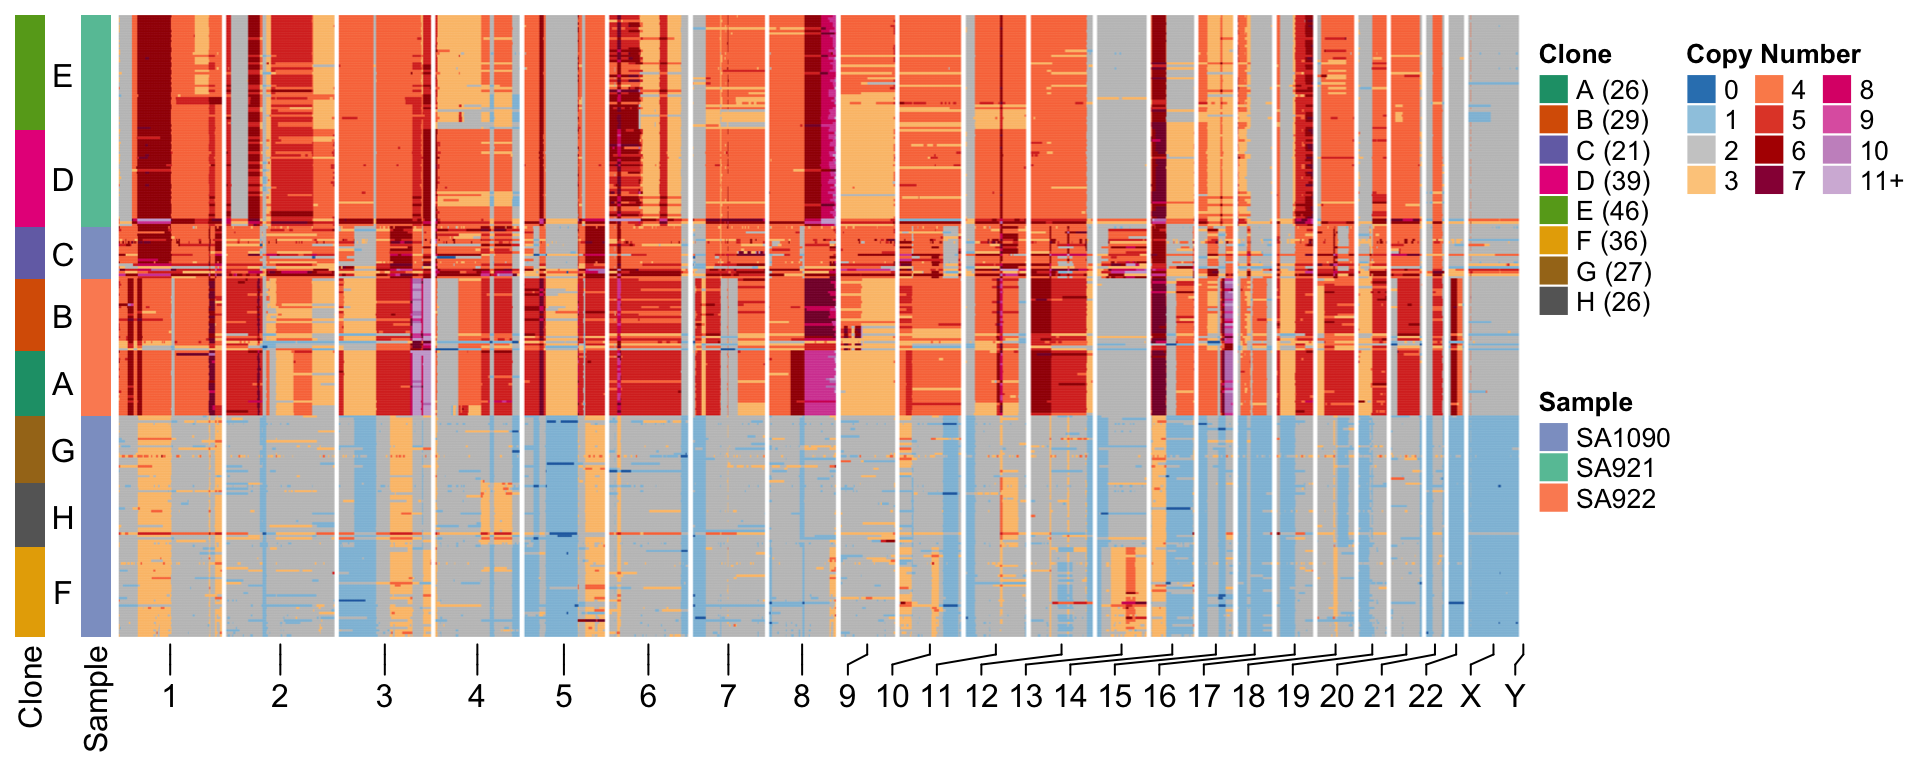 E
D
C
B
A
G
H
F
Clone
Sample
1 2 3 4 5 6 7 8 9 10 11 12 13 14 15 16 17 18 19 20 21 22 X Y
Clone
A (26)
B (29)
C (21)
D (39)
E (46)
F (36)
G (27)
H (26)
Copy Number
0 4 8
1 5 9
2 6 10
3 7 11+
Sample
SA1090
SA921
SA922